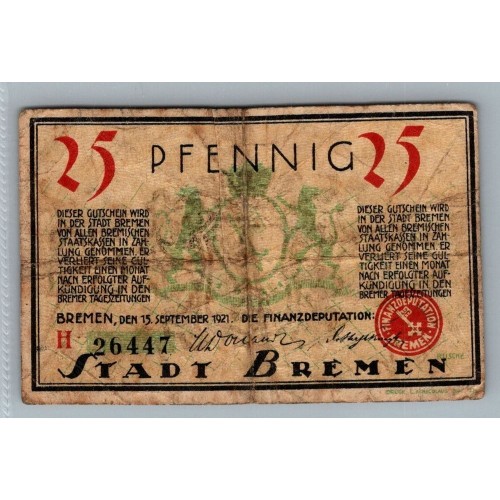 25 PFENNIG 25
DIESER GUTSCHEIN WIRD
IN DER STADT BREMEN
VON ALLEN BREMISCHEN
STAATSKASSEN IN ZAH-
LUNG GENOMMEN. ER
VERLIERT SEINE GÜL-
TIGKEIT EINEN MONAT
NACH ERFOLGTER AUF-
KÜNDIGUNG IN DEN
BREMER TAGEZEITUNGEN
DIESER GUTSCHEIN WIRD
IN DER STADT BREMEN
VON ALLEN BREMISCHEN
STAATSKASSEN IN ZAH-
LUNG GENOMMEN. ER
VERLIERT SEINE GÜL-
TIGKEIT EINEN MONAT
NACH ERFOLGTER AUF-
KÜNDIGUNG IN DEN
BREMER TAGEZEITUNGEN
BREMEN, DEN 15. SEPTEMBER 1921. DIE FINANZDEPUTATION:
H 26447
FINANZDEPUTATION
BREMEN
STADT BREMEN